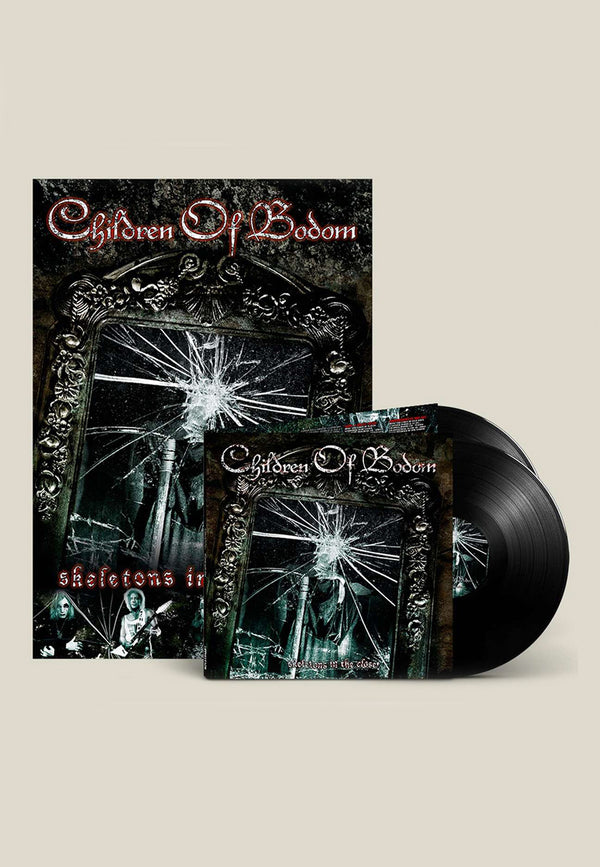 Children Of Bodom
skeletons in
Children Of Bodom
skeletons in the closet